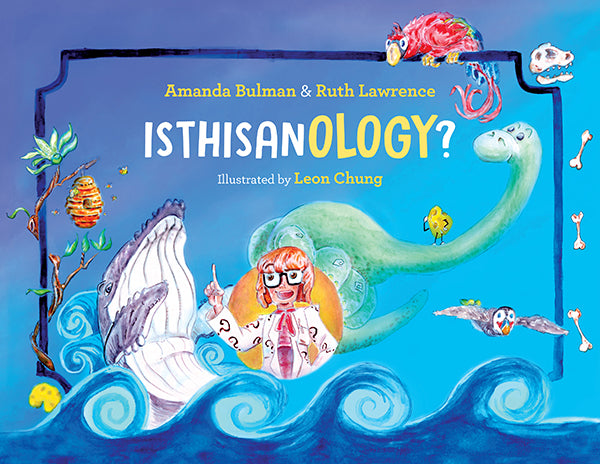 Amanda Bulman & Ruth Lawrence
ISTHISANOLOGY?
Illustrated by Leon Chung